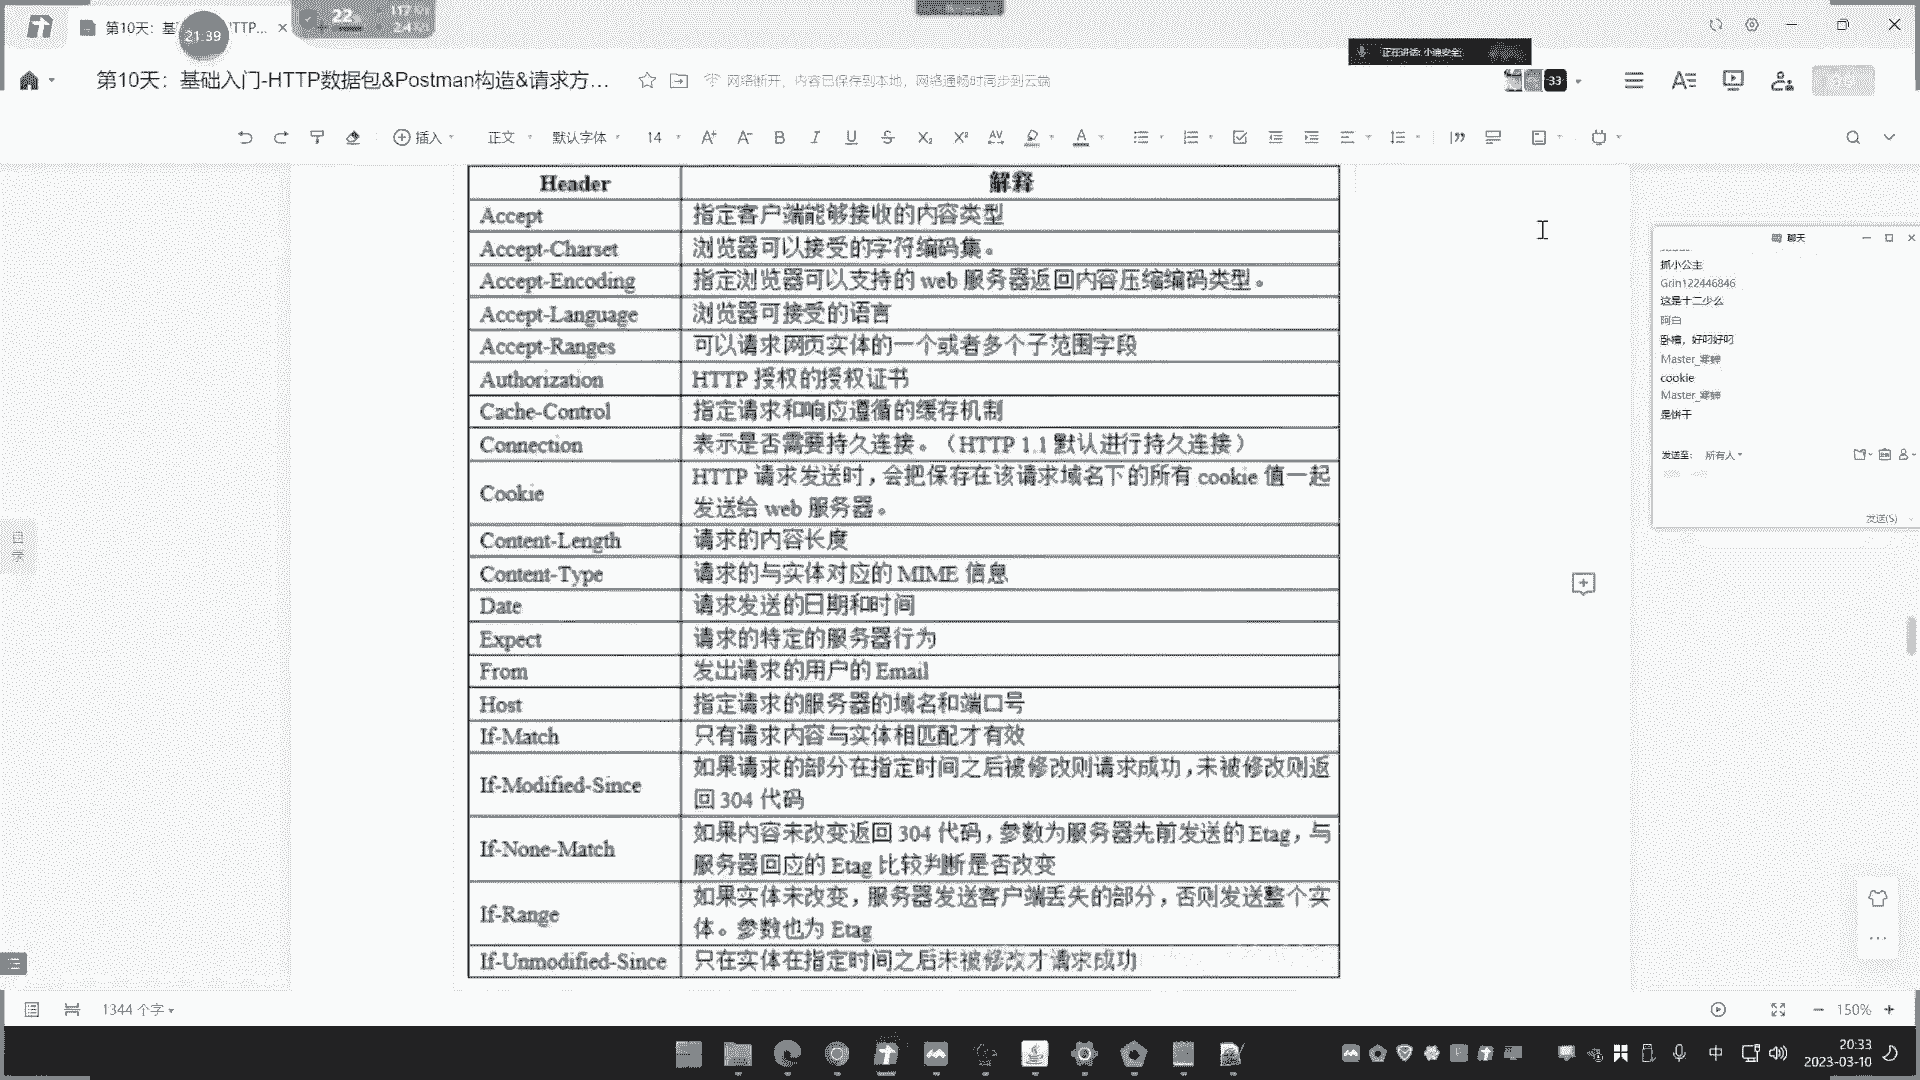 第10天：基
TTP...
22
21:39
正在讲话: 小迪安全
第10天：基础入门-HTTP数据包&Postman构造&请求方...
网络断开，内容已保存到本地，网络通畅时同步到云端
33
插入
正文
默认字体
14
Header 解释
Accept 指定客户端能够接收的内容类型
Accept-Charset 浏览器可以接受的字符编码集。
Accept-Encoding 指定浏览器可以支持的 web 服务器返回内容压缩编码类型。
Accept-Language 浏览器可接受的语言
Accept-Ranges 可以请求网页实体的一个或者多个子范围字段
Authorization HTTP 授权的授权证书
Cache-Control 指定请求和响应遵循的缓存机制
Connection 表示是否需要持久连接。（HTTP 1.1 默认进行持久连接）
Cookie HTTP 请求发送时，会把保存在该请求域名下的所有 cookie 值一起
发送给 web 服务器。
Content-Length 请求的内容长度
Content-Type 请求的与实体对应的 MIME 信息
Date 请求发送的日期和时间
Expect 请求的特定的服务器行为
From 发出请求的用户的 Email
Host 指定请求的服务器的域名和端口号
If-Match 只有请求内容与实体相匹配才有效
If-Modified-Since 如果请求的部分在指定时间之后被修改则请求成功，未被修改则返
回 304 代码
If-None-Match 如果内容未改变返回 304 代码，参数为服务器先前发送的 Etag，与
服务器回应的 Etag 比较判断是否改变
If-Range 如果实体未改变，服务器发送客户端丢失的部分，否则发送整个实
体。参数也为 Etag
If-Unmodified-Since 只在实体在指定时间之后未被修改才请求成功
聊天
抓小公主
Grin122446846
这是十二少么
阿白
卧槽，好叼好叼
cookie
是饼干
发送至: 所有人
发送(S)
目录
1344 个字
150%
中
20:33
2023-03-10